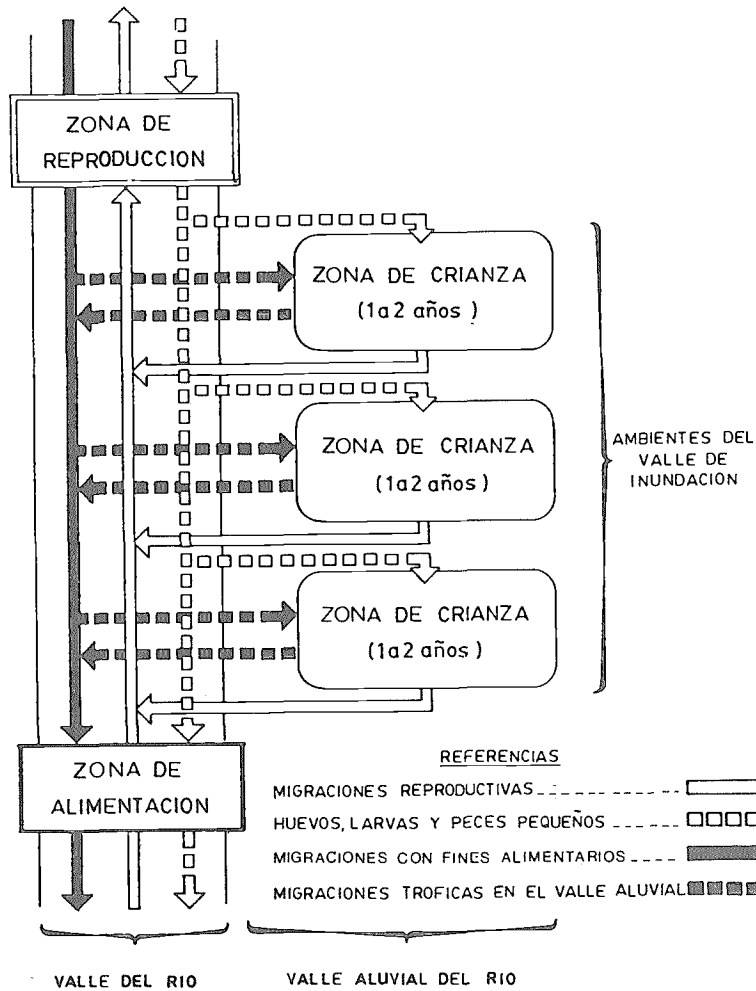 ZONA DE
REPRODUCCION
ZONA DE CRIANZA
(1a2 años)
ZONA DE CRIANZA
(1a2 años)
ZONA DE CRIANZA
(1a2 años)
AMBIENTES DEL
VALLE DE
INUNDACION
ZONA DE
ALIMENTACION
REFERENCIAS
MIGRACIONES REPRODUCTIVAS
HUEVOS, LARVAS Y PECES PEQUEÑOS
MIGRACIONES CON FINES ALIMENTARIOS
MIGRACIONES TROFICAS EN EL VALLE ALUVIAL
VALLE DEL RIO
VALLE ALUVIAL DEL RIO